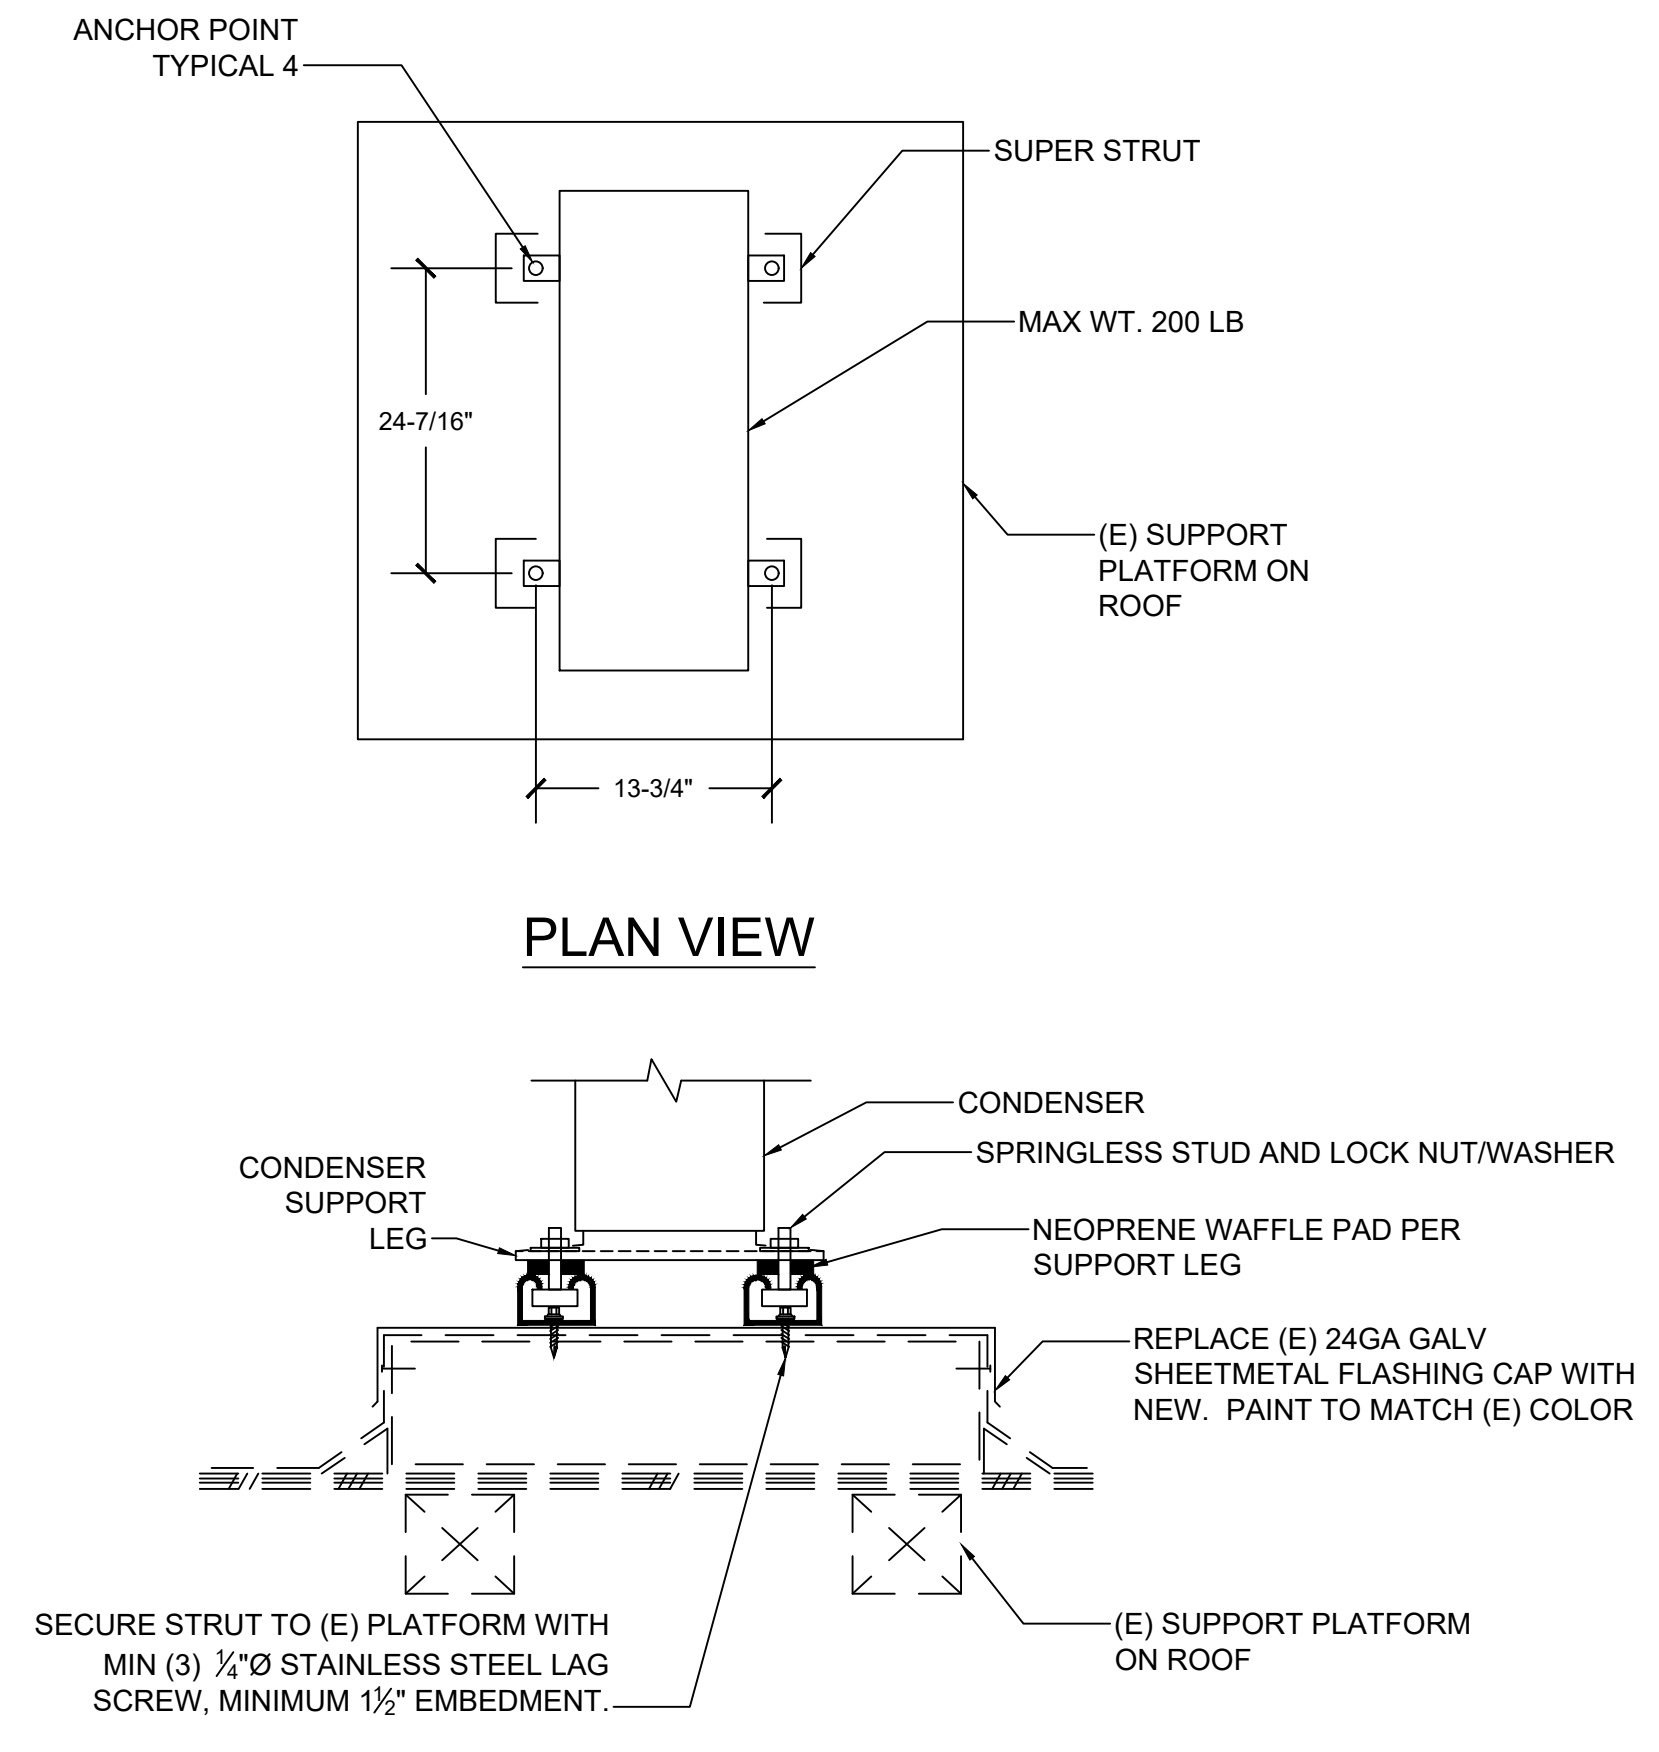 ANCHOR POINT
TYPICAL 4
SUPER STRUT
MAX WT. 200 LB
24-7/16"
(E) SUPPORT
PLATFORM ON
ROOF
13-3/4"
PLAN VIEW
CONDENSER
SPRINGLESS STUD AND LOCK NUT/WASHER
CONDENSER
SUPPORT
LEG
NEOPRENE WAFFLE PAD PER
SUPPORT LEG
REPLACE (E) 24GA GALV
SHEETMETAL FLASHING CAP WITH
NEW. PAINT TO MATCH (E) COLOR
SECURE STRUT TO (E) PLATFORM WITH
MIN (3) ¼"Ø STAINLESS STEEL LAG
SCREW, MINIMUM 1½" EMBEDMENT.
(E) SUPPORT PLATFORM
ON ROOF